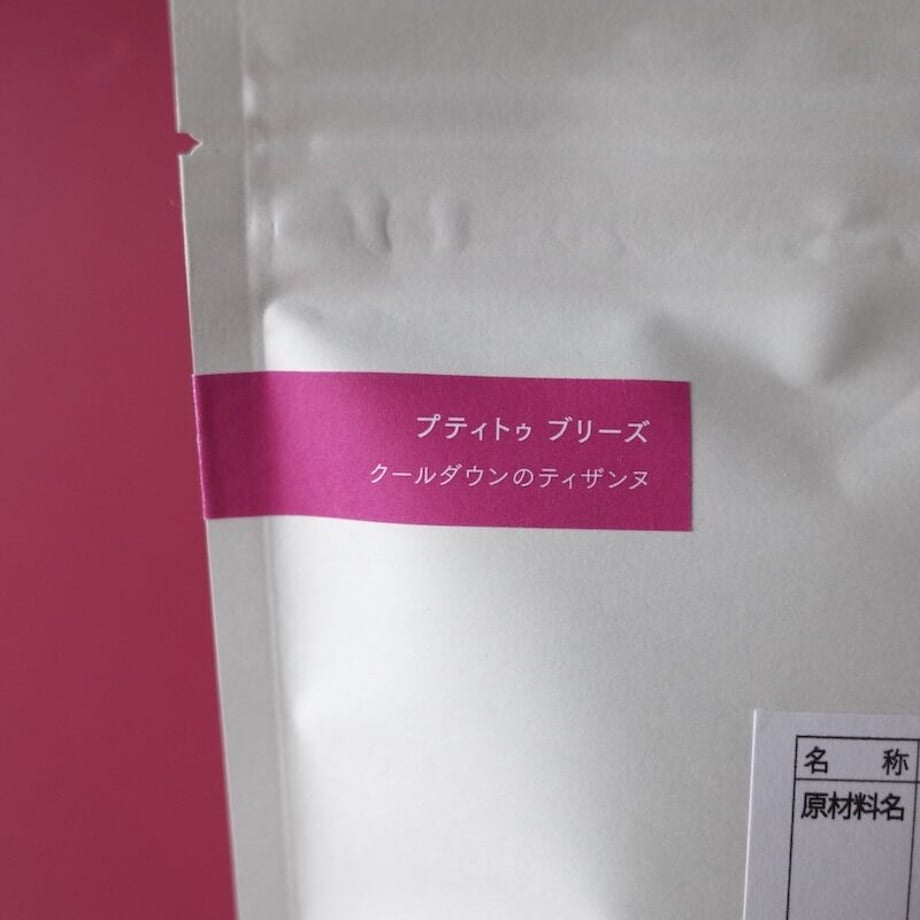 プティトゥ ブリーズ
クールダウンのティザンヌ
名 称
原材料名